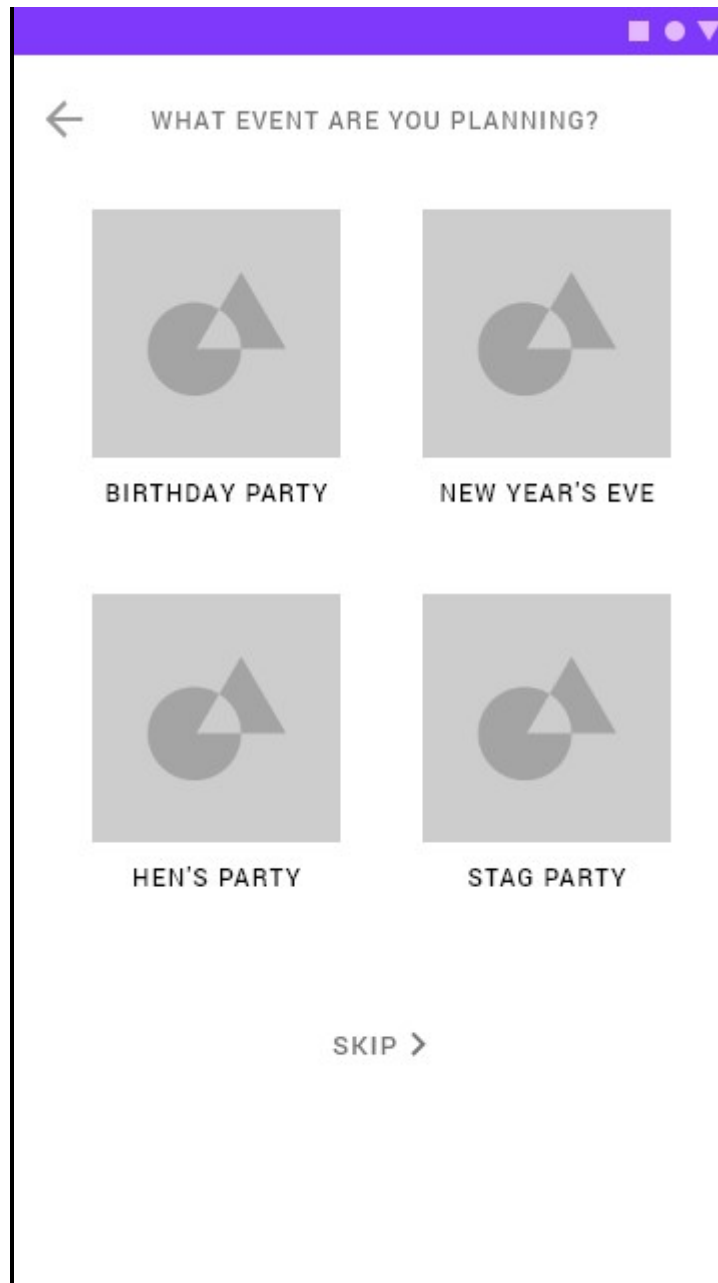 WHAT EVENT ARE YOU PLANNING?
BIRTHDAY PARTY
NEW YEAR'S EVE
HEN'S PARTY
STAG PARTY
SKIP